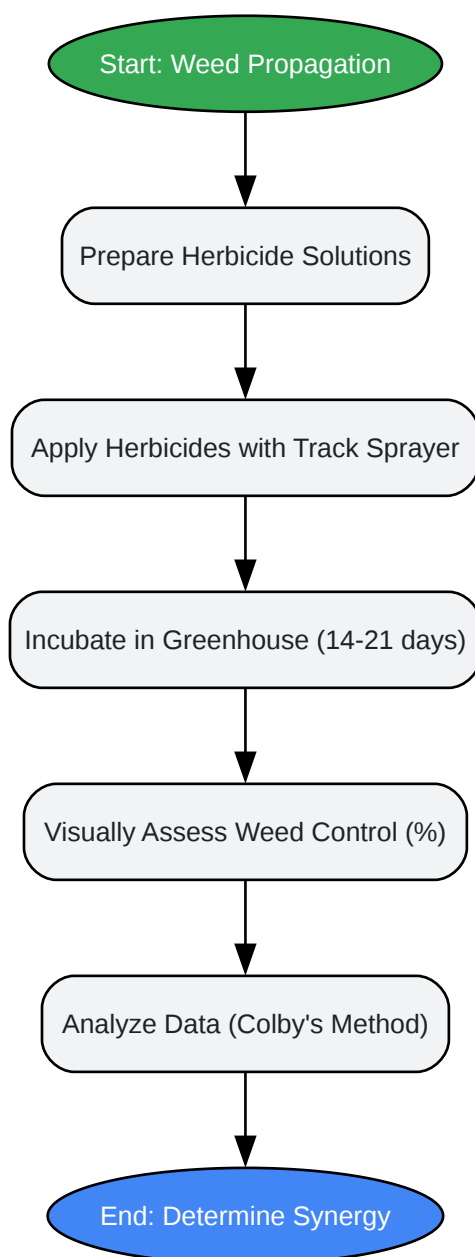 Start: Weed Propagation
Prepare Herbicide Solutions
Apply Herbicides with Track Sprayer
Incubate in Greenhouse (14-21 days)
Visually Assess Weed Control (%)
Analyze Data (Colby's Method)
End: Determine Synergy